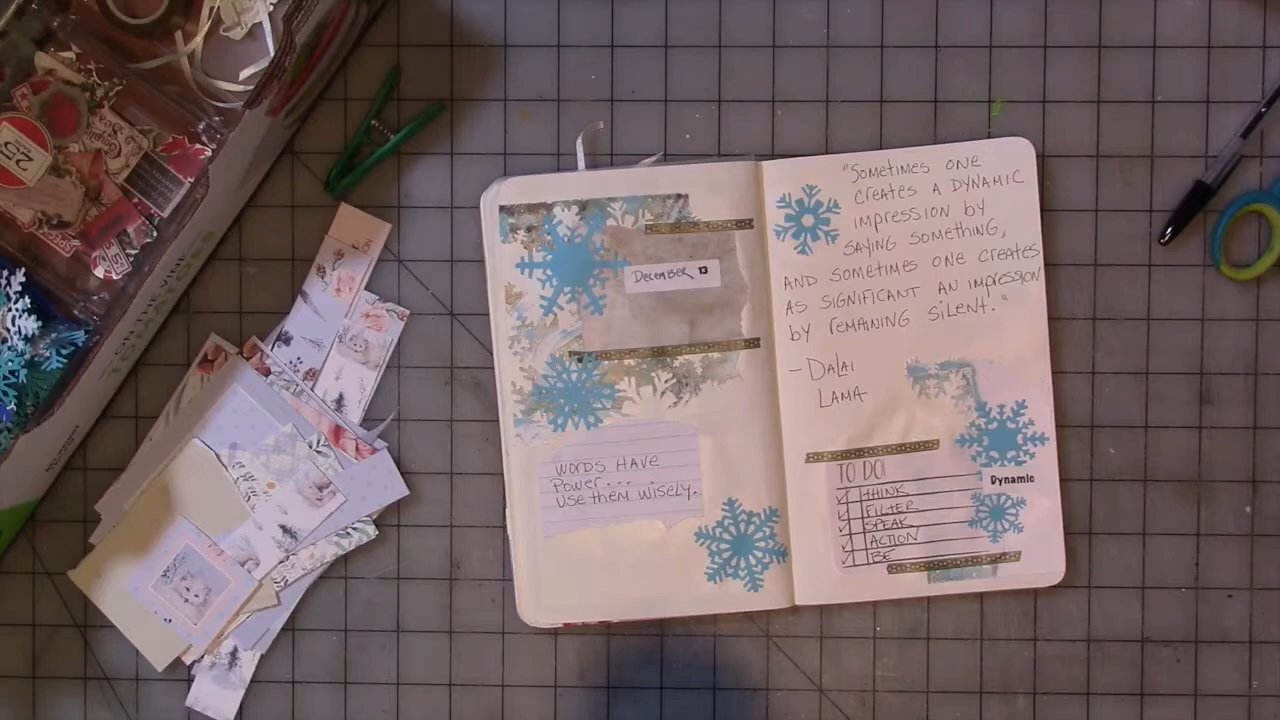 25
December 13
WORDS HAVE
POWER...
USE THEM WISELY.
"SOMETIMES ONE
CREATES A DYNAMIC
IMPRESSION BY
SAYING SOMETHING,
AND SOMETIMES ONE CREATES
AS SIGNIFICANT AN IMPRESSION
BY REMAINING SILENT."
- DALAI
LAMA
TO DO
THINK
FILTER
SPEAK
ACTION
BE
Dynamic